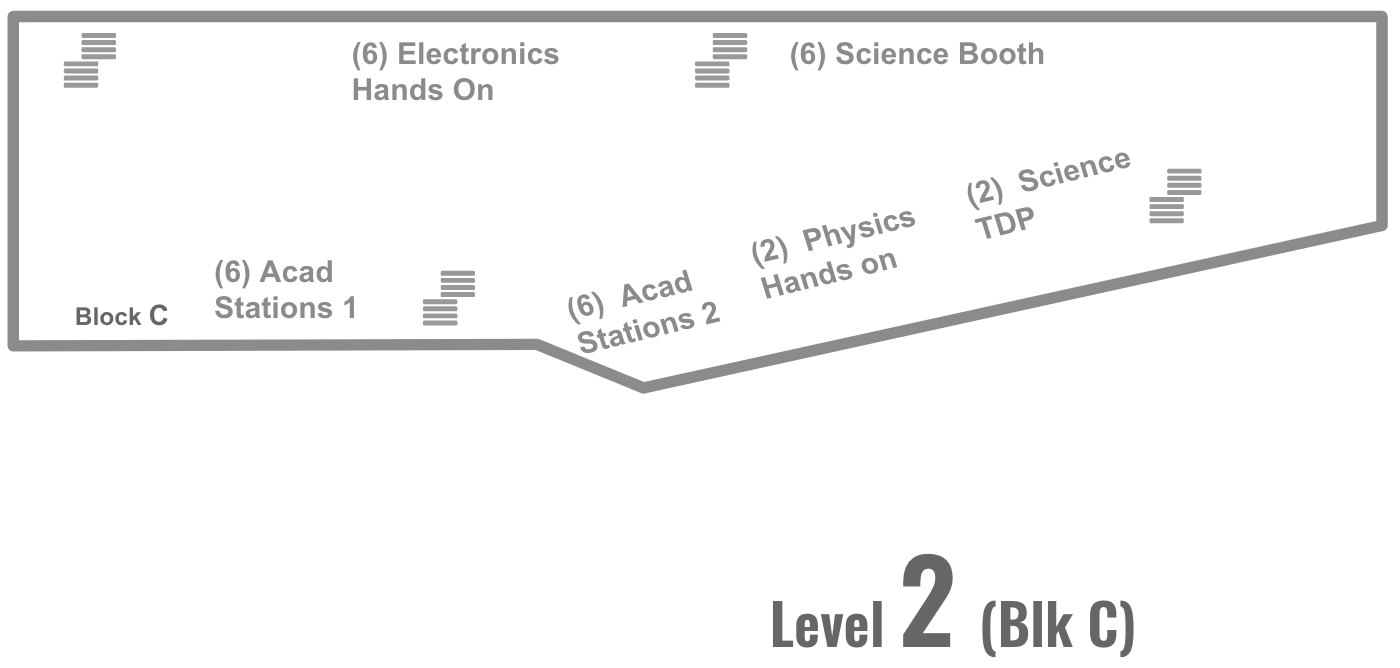 (6) Electronics
Hands On
(6) Science Booth
(2) Science
TDP
(2) Physics
Hands on
(6) Acad
Stations 1
(6) Acad
Stations 2
Block C
Level 2 (Blk C)